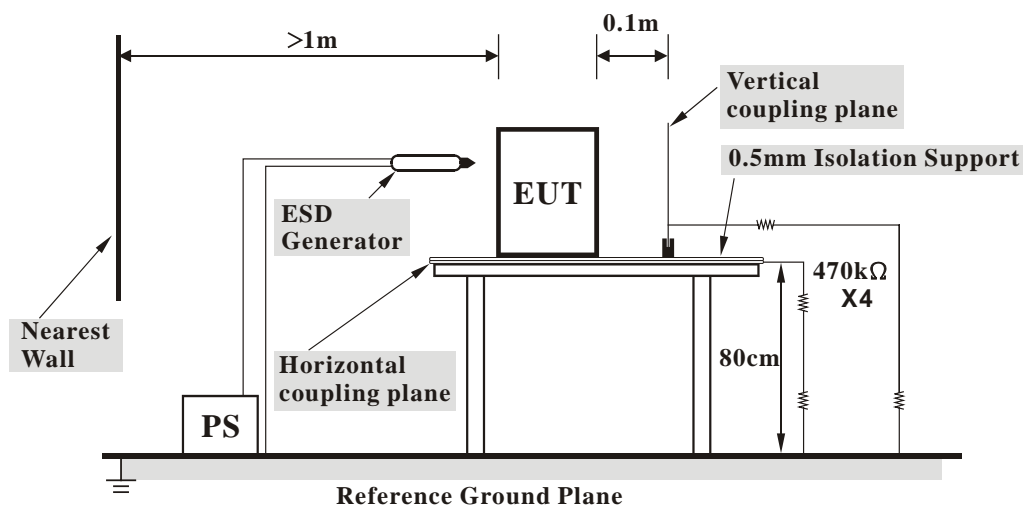 >1m
0.1m
Vertical
coupling plane
0.5mm Isolation Support
EUT
ESD
Generator
470kΩ
X4
Nearest
Wall
Horizontal
coupling plane
80cm
PS
Reference Ground Plane